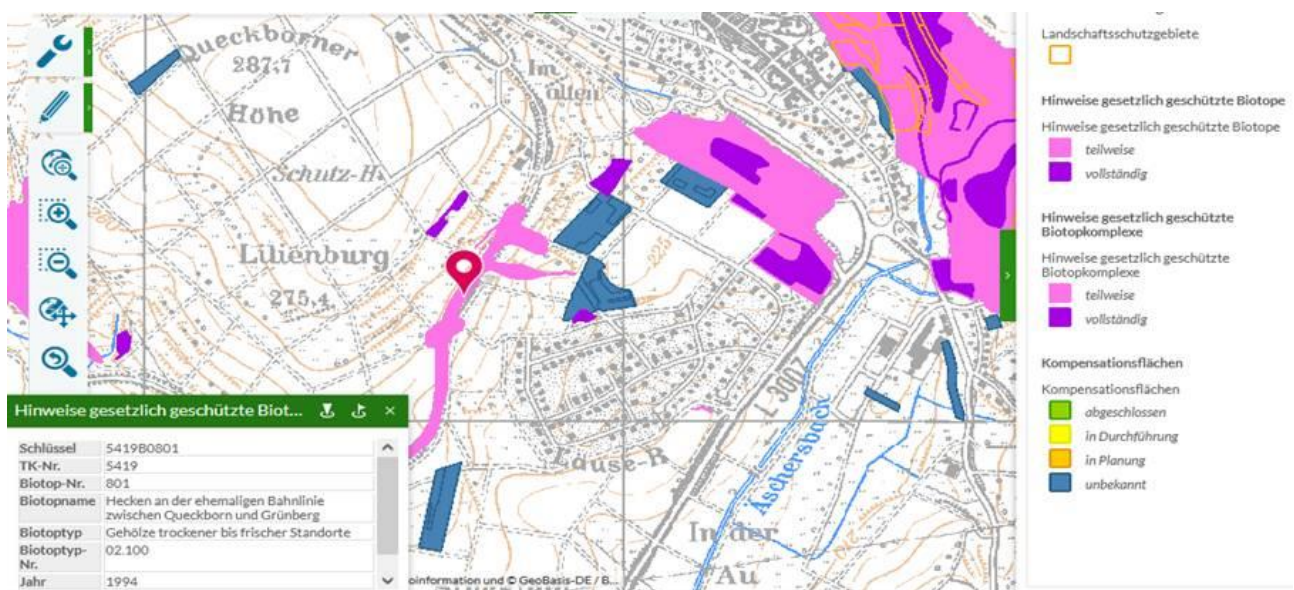 Queckborner
287,7
Höhe
Im
alten
Schutz-H.
Lilienburg
275,4
225
L 3007
Äschersbach
Lause-B
In der
Au
210
oinformation und © GeoBasis-DE / B...
Hinweise gesetzlich geschützte Biot... ×
Schlüssel 5419B0801
TK-Nr. 5419
Biotop-Nr. 801
Biotopname Hecken an der ehemaligen Bahnlinie
zwischen Queckborn und Grünberg
Biotoptyp Gehölze trockener bis frischer Standorte
Biotoptyp- 02.100
Nr.
Jahr 1994
Landschaftsschutzgebiete
Hinweise gesetzlich geschützte Biotope
Hinweise gesetzlich geschützte Biotope
teilweise
vollständig
Hinweise gesetzlich geschützte
Biotopkomplexe
Hinweise gesetzlich geschützte
Biotopkomplexe
teilweise
vollständig
Kompensationsflächen
Kompensationsflächen
abgeschlossen
in Durchführung
in Planung
unbekannt